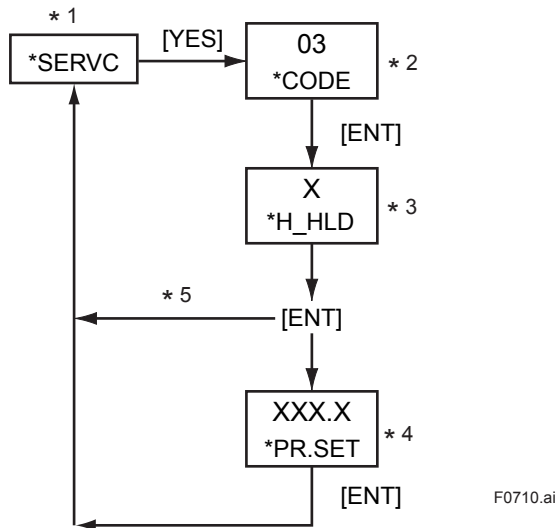 * 1
*SERVC
[YES]
03
*CODE
* 2
[ENT]
X
*H_HLD
* 3
* 5
[ENT]
XXX.X
*PR.SET
* 4
[ENT]
F0710.ai